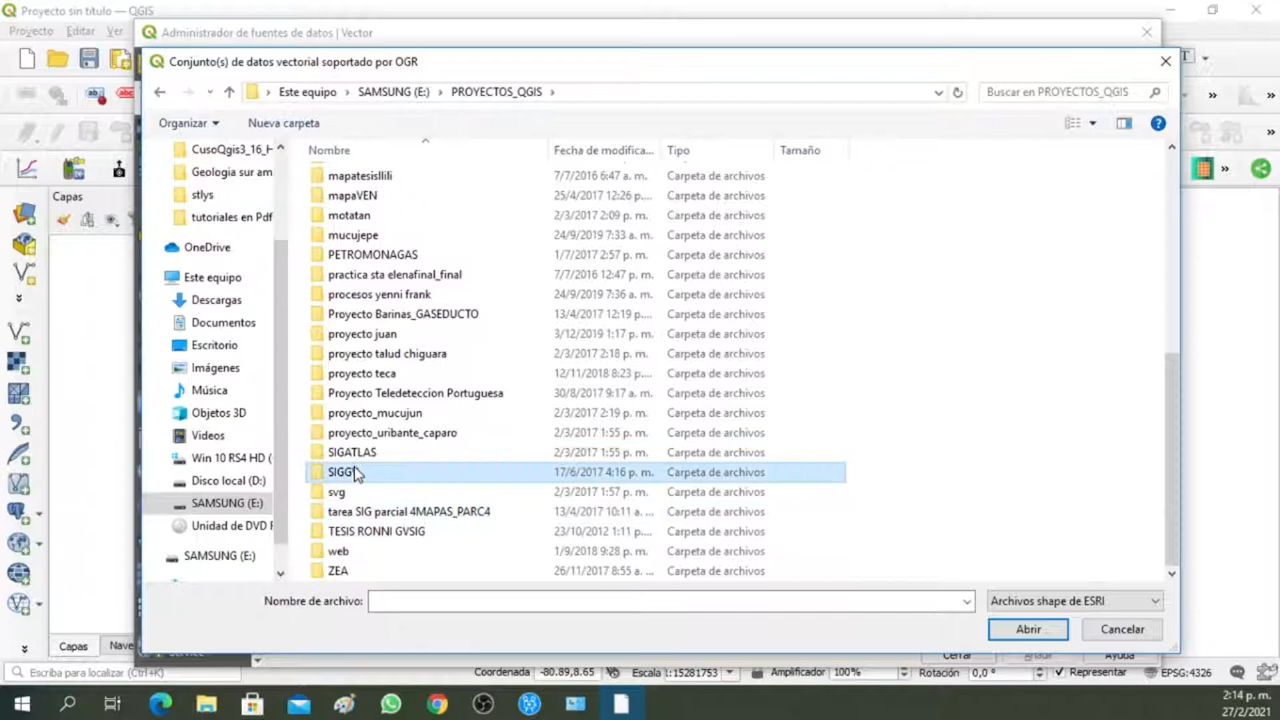 Proyecto sin título — QGIS
Proyecto Editar Ver
Administrador de fuentes de datos | Vector
Conjunto(s) de datos vectorial soportado por OGR
Este equipo > SAMSUNG (E:) > PROYECTOS_QGIS >
Buscar en PROYECTOS_QGIS
Organizar
Nueva carpeta
Nombre Fecha de modifica... Tipo Tamaño
CusoQgis3_16_H
Geologia sur am
stlys
tutoriales en Pdf
OneDrive
Este equipo
Descargas
Documentos
Escritorio
Imágenes
Música
Objetos 3D
Videos
Win 10 RS4 HD (
Disco local (D:)
SAMSUNG (E:)
Unidad de DVD F
SAMSUNG (E:)
mapatesislili 7/7/2016 6:47 a. m. Carpeta de archivos
mapaVEN 25/4/2017 12:26 p.... Carpeta de archivos
motatan 2/3/2017 2:09 p. m. Carpeta de archivos
mucujepe 24/9/2019 7:33 a. m. Carpeta de archivos
PETROMONAGAS 1/7/2017 2:57 p. m. Carpeta de archivos
practica sta elenafinal_final 7/7/2016 12:47 p.... Carpeta de archivos
procesos yenni frank 24/9/2019 7:36 a. m. Carpeta de archivos
Proyecto Barinas_GASEDUCTO 13/4/2017 12:19 p.... Carpeta de archivos
proyecto juan 3/12/2019 1:17 p. m. Carpeta de archivos
proyecto talud chiguara 2/3/2017 2:18 p. m. Carpeta de archivos
proyecto teca 12/11/2018 8:23 p.... Carpeta de archivos
Proyecto Teledeteccion Portuguesa 30/8/2017 9:17 a. m. Carpeta de archivos
proyecto_mucujun 2/3/2017 2:19 p. m. Carpeta de archivos
proyecto_uribante_caparo 2/3/2017 1:55 p. m. Carpeta de archivos
SIGATLAS 2/3/2017 1:55 p. m. Carpeta de archivos
17/6/2017 4:16 p. m. Carpeta de archivos
svg 2/3/2017 1:57 p. m. Carpeta de archivos
tarea SIG parcial 4MAPAS_PARC4 13/4/2017 10:11 a. ... Carpeta de archivos
TESIS RONNI GVSIG 23/10/2012 1:11 p.... Carpeta de archivos
web 1/9/2018 9:28 p. m. Carpeta de archivos
ZEA 26/11/2017 8:55 a. ... Carpeta de archivos
Nombre de archivo:
Archivos shape de ESRI
Abrir
Cancelar
Capas
Capas Nave
Cerrar Añadir Ayuda
Escriba para localizar (Ctrl+K)
Coordenada -80.89,8.65 Escala 1:15281753 Amplificador 100% Rotación 0,0 ° Representar EPSG:4326
2:14 p. m.
27/2/2021